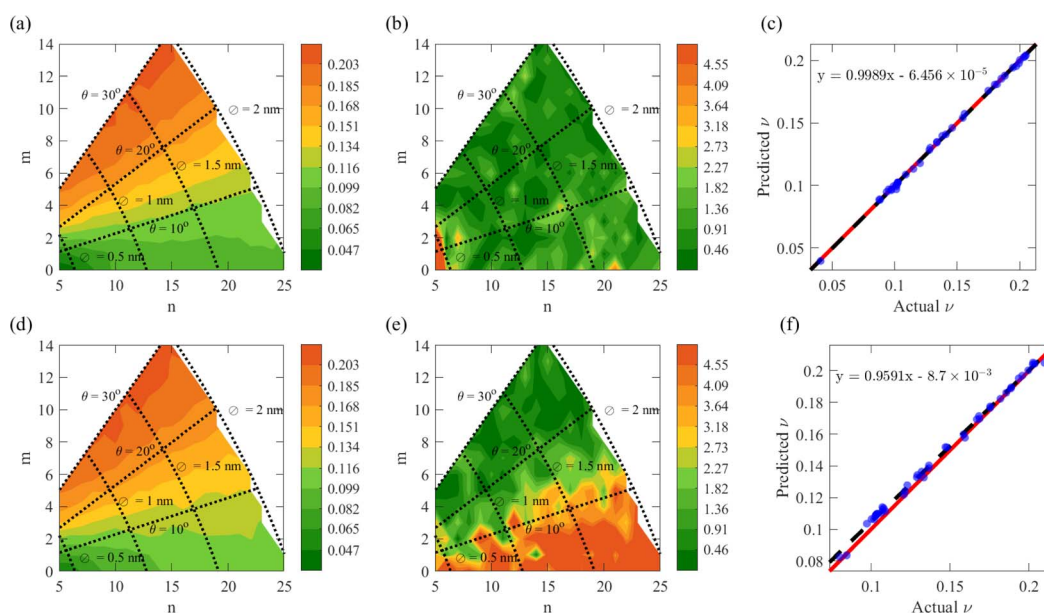 (a)
14
12
10
8
6
4
2
0
m
5
10
15
20
25
n
θ = 30°
θ = 20°
θ = 10°
∅ = 2 nm
∅ = 1.5 nm
∅ = 1 nm
∅ = 0.5 nm
0.203
0.185
0.168
0.151
0.134
0.116
0.099
0.082
0.065
0.047
(b)
14
12
10
8
6
4
2
0
m
5
10
15
20
25
n
θ = 30°
θ = 20°
θ = 10°
∅ = 2 nm
∅ = 1.5 nm
∅ = 1 nm
∅ = 0.5 nm
4.55
4.09
3.64
3.18
2.73
2.27
1.82
1.36
0.91
0.46
(c)
y = 0.9989x - 6.456 × 10⁻⁵
0.2
0.15
0.1
0.05
Predicted ν
0.05
0.1
0.15
0.2
Actual ν
(d)
14
12
10
8
6
4
2
0
m
5
10
15
20
25
n
θ = 30°
θ = 20°
θ = 10°
∅ = 2 nm
∅ = 1.5 nm
∅ = 1 nm
∅ = 0.5 nm
0.203
0.185
0.168
0.151
0.134
0.116
0.099
0.082
0.065
0.047
(e)
14
12
10
8
6
4
2
0
m
5
10
15
20
25
n
θ = 30°
θ = 20°
θ = 10°
∅ = 2 nm
∅ = 1.5 nm
∅ = 1 nm
∅ = 0.5 nm
4.55
4.09
3.64
3.18
2.73
2.27
1.82
1.36
0.91
0.46
(f)
y = 0.9591x - 8.7 × 10⁻³
0.2
0.18
0.16
0.14
0.12
0.1
0.08
Predicted ν
0.1
0.15
0.2
Actual ν